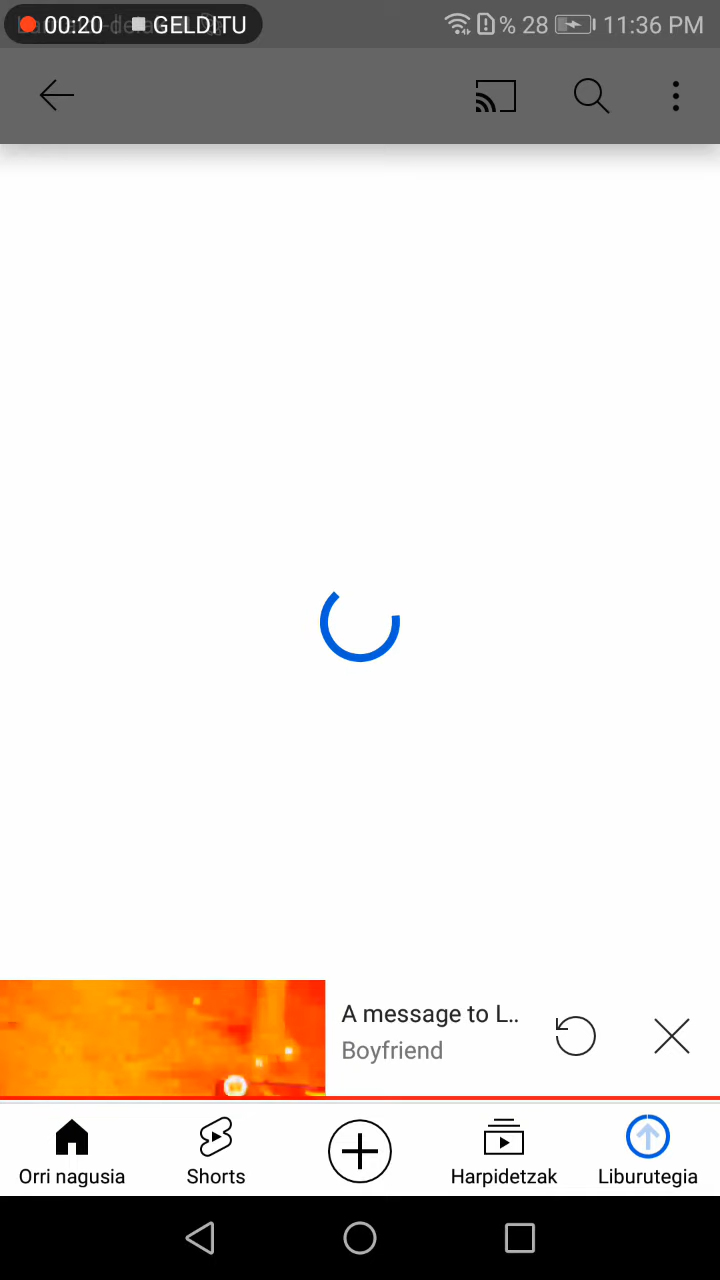 00:20 GELDITU % 28 11:36 PM
A message to L..
Boyfriend
Orri nagusia
Shorts
Harpidetzak
Liburutegia